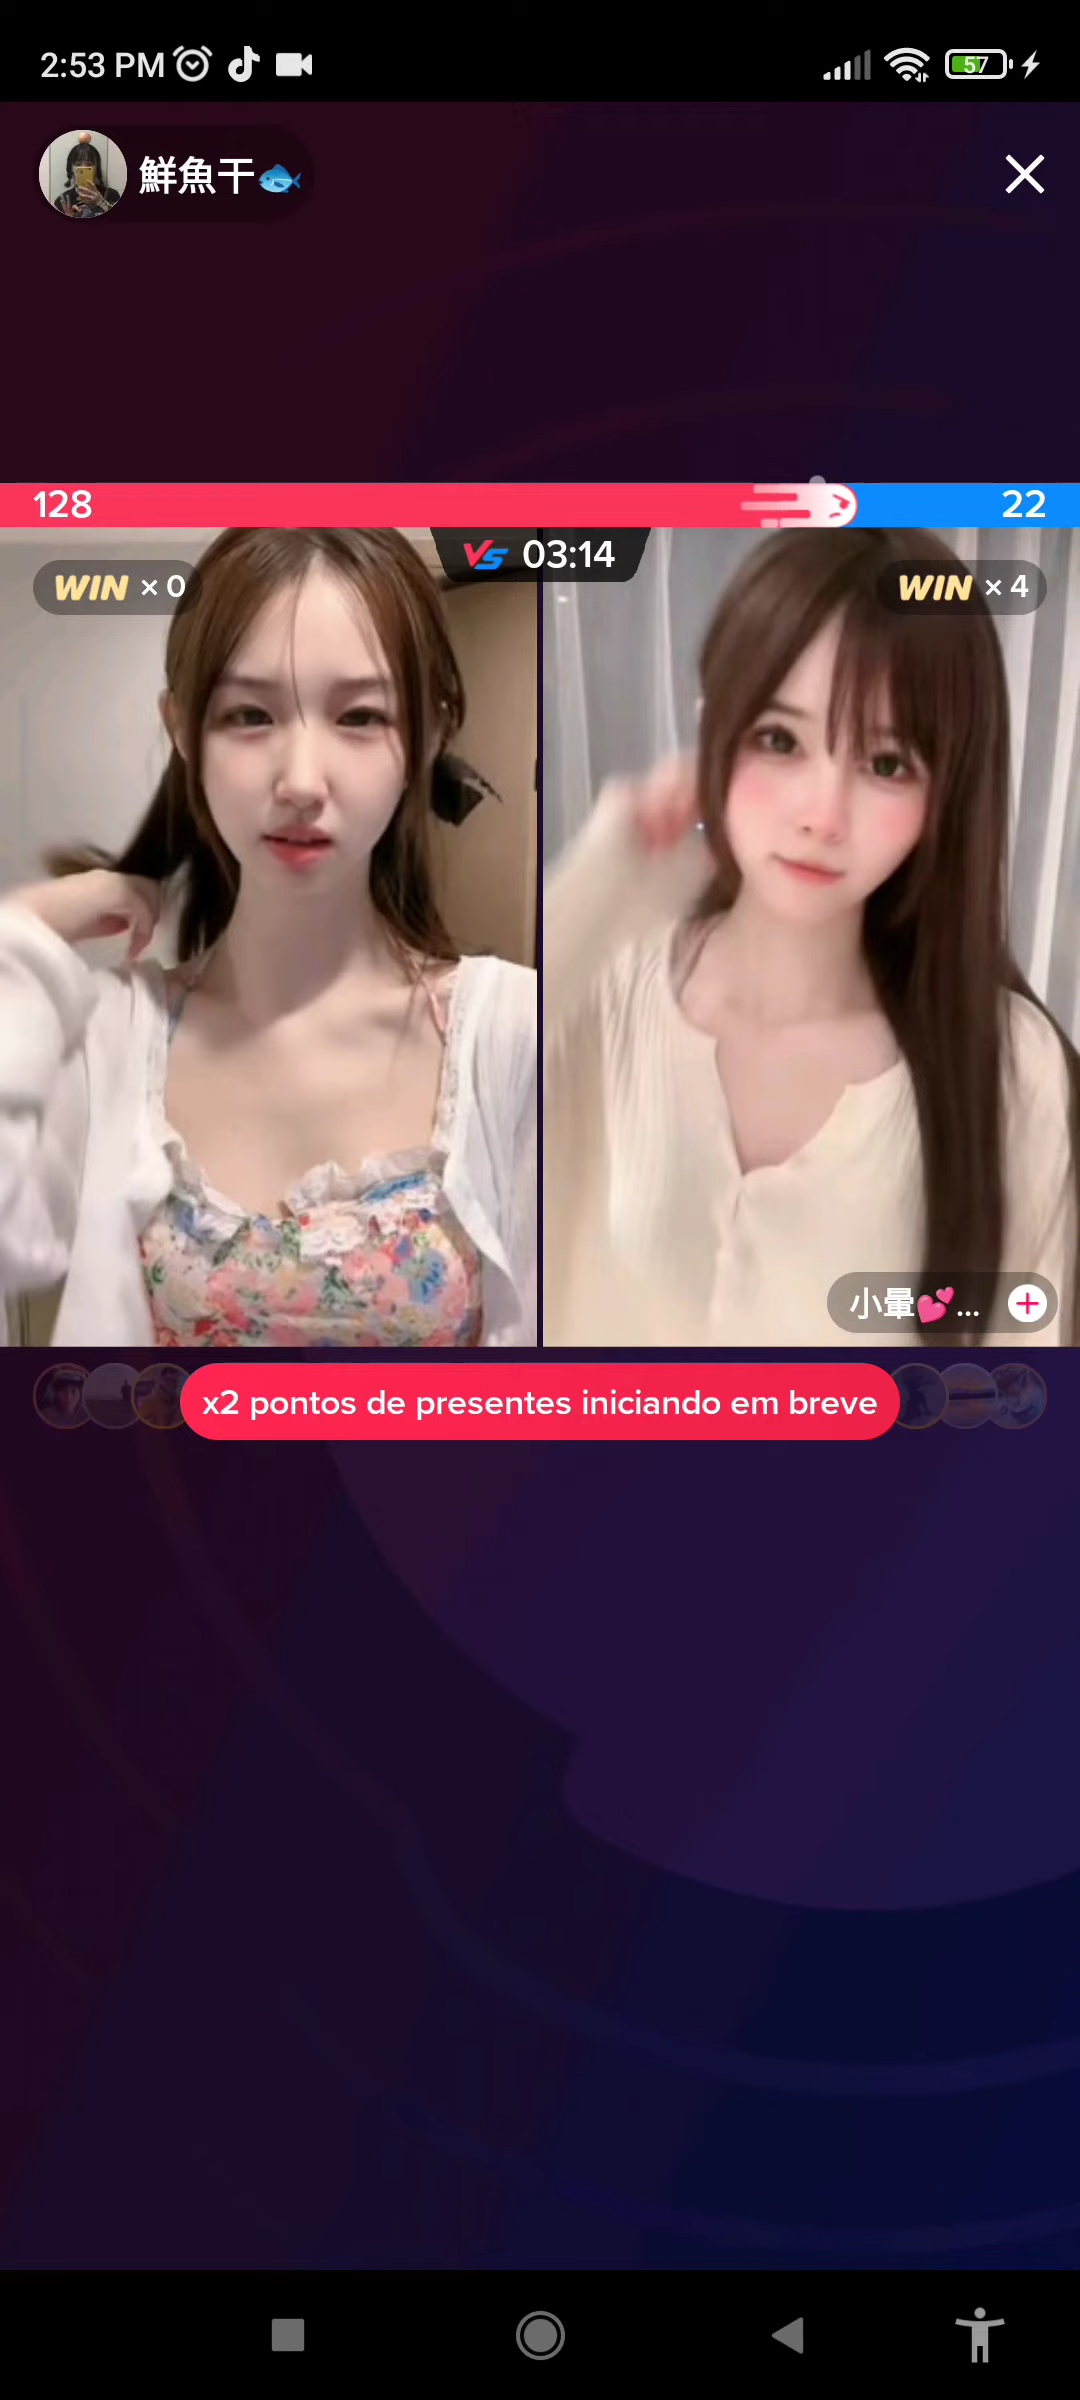 2:53 PM
57
鮮魚干🐟
128
22
VS 03:14
WIN × 0
WIN × 4
小暈💕...
x2 pontos de presentes iniciando em breve